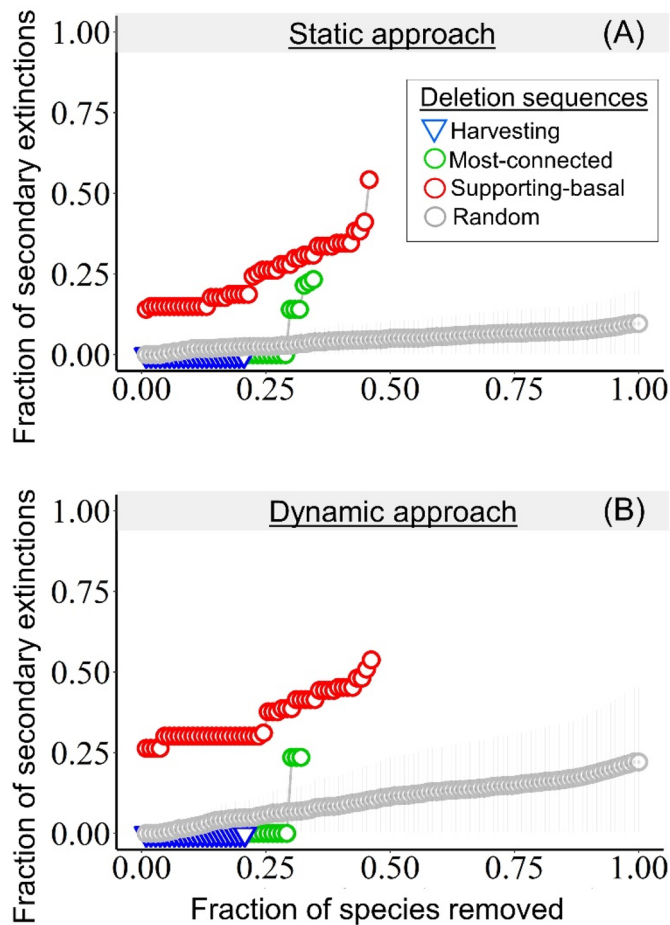 Static approach
(A)
Deletion sequences
Harvesting
Most-connected
Supporting-basal
Random
Fraction of secondary extinctions
1.00
0.75
0.50
0.25
0.00
0.00
0.25
0.50
0.75
1.00
Dynamic approach
(B)
Fraction of secondary extinctions
1.00
0.75
0.50
0.25
0.00
0.00
0.25
0.50
0.75
1.00
Fraction of species removed